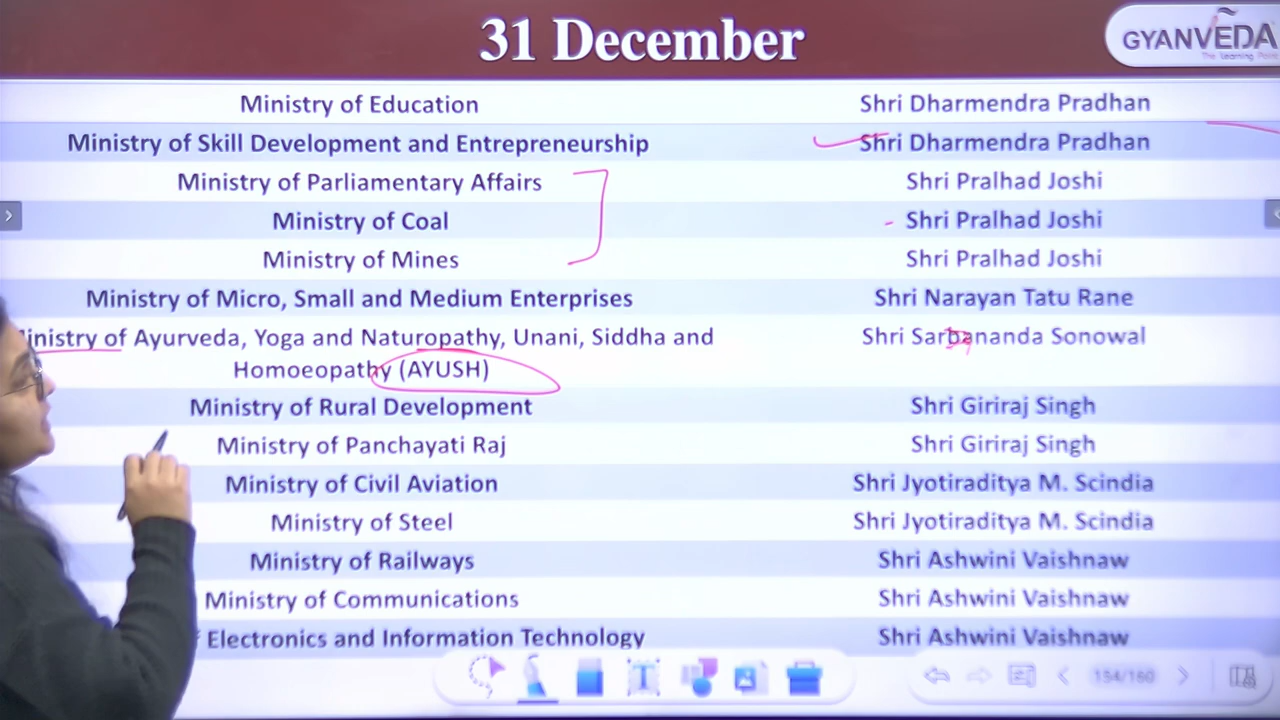 31 December
GYANVEDA
The Learning Point
Ministry of Education Shri Dharmendra Pradhan
Ministry of Skill Development and Entrepreneurship Shri Dharmendra Pradhan
Ministry of Parliamentary Affairs Shri Pralhad Joshi
Ministry of Coal Shri Pralhad Joshi
Ministry of Mines Shri Pralhad Joshi
Ministry of Micro, Small and Medium Enterprises Shri Narayan Tatu Rane
inistry of Ayurveda, Yoga and Naturopathy, Unani, Siddha and Shri Sarbananda Sonowal
Homoeopathy (AYUSH)
Ministry of Rural Development Shri Giriraj Singh
Ministry of Panchayati Raj Shri Giriraj Singh
Ministry of Civil Aviation Shri Jyotiraditya M. Scindia
Ministry of Steel Shri Jyotiraditya M. Scindia
Ministry of Railways Shri Ashwini Vaishnaw
Ministry of Communications Shri Ashwini Vaishnaw
Electronics and Information Technology Shri Ashwini Vaishnaw
154/160